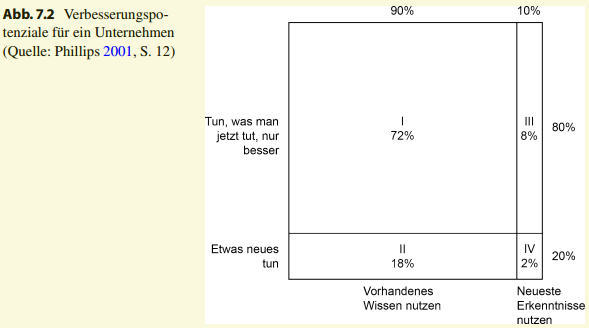 Abb. 7.2 Verbesserungspo-
tenziale für ein Unternehmen
(Quelle: Phillips 2001, S. 12)
90%
10%
Tun, was man
jetzt tut, nur
besser
I
72%
III
8%
80%
Etwas neues
tun
II
18%
IV
2%
20%
Vorhandenes
Wissen nutzen
Neueste
Erkenntnisse
nutzen